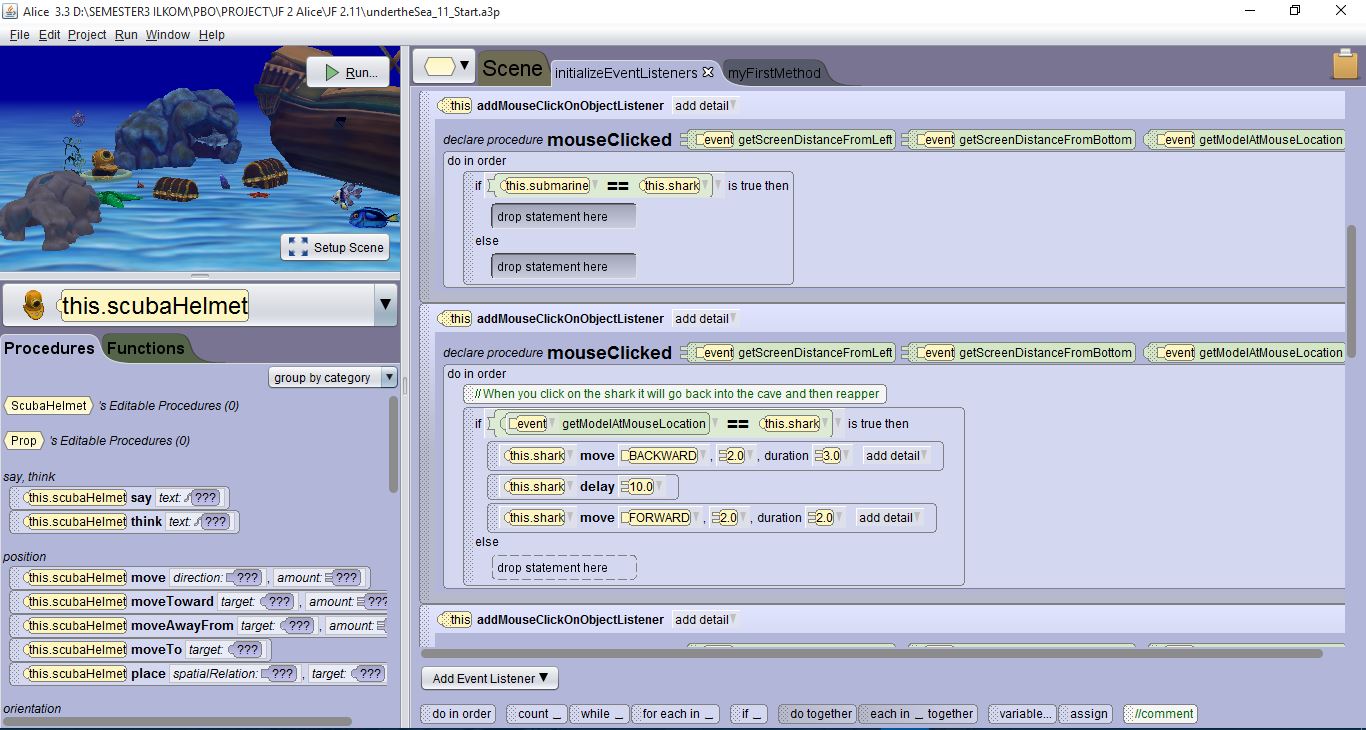 Alice 3.3 D:\SEMESTER3 ILKOM\PBO\PROJECT\JF 2 Alice\JF 2.11\undertheSea_11_Start.a3p
File Edit Project Run Window Help
Run...
Setup Scene
this.scubaHelmet
Procedures Functions
group by category
ScubaHelmet 's Editable Procedures (0)
Prop 's Editable Procedures (0)
say, think
this.scubaHelmet say text: ???
this.scubaHelmet think text: ???
position
this.scubaHelmet move direction: ??? , amount: ???
this.scubaHelmet moveToward target: ??? , amount: ???
this.scubaHelmet moveAwayFrom target: ??? , amount:
this.scubaHelmet moveTo target: ???
this.scubaHelmet place spatialRelation: ??? , target: ???
orientation
Scene initializeEventListeners myFirstMethod
this addMouseClickOnObjectListener add detail
declare procedure mouseClicked event getScreenDistanceFromLeft event getScreenDistanceFromBottom event getModelAtMouseLocation
do in order
if this.submarine == this.shark is true then
drop statement here
else
drop statement here
this addMouseClickOnObjectListener add detail
declare procedure mouseClicked event getScreenDistanceFromLeft event getScreenDistanceFromBottom event getModelAtMouseLocation
do in order
//When you click on the shark it will go back into the cave and then reapper
if event getModelAtMouseLocation == this.shark is true then
this.shark move BACKWARD , 2.0 , duration 3.0 add detail
this.shark delay 10.0
this.shark move FORWARD , 2.0 , duration 2.0 add detail
else
drop statement here
this addMouseClickOnObjectListener add detail
Add Event Listener
do in order count _ while _ for each in _ if _ do together each in _ together variable... assign //comment